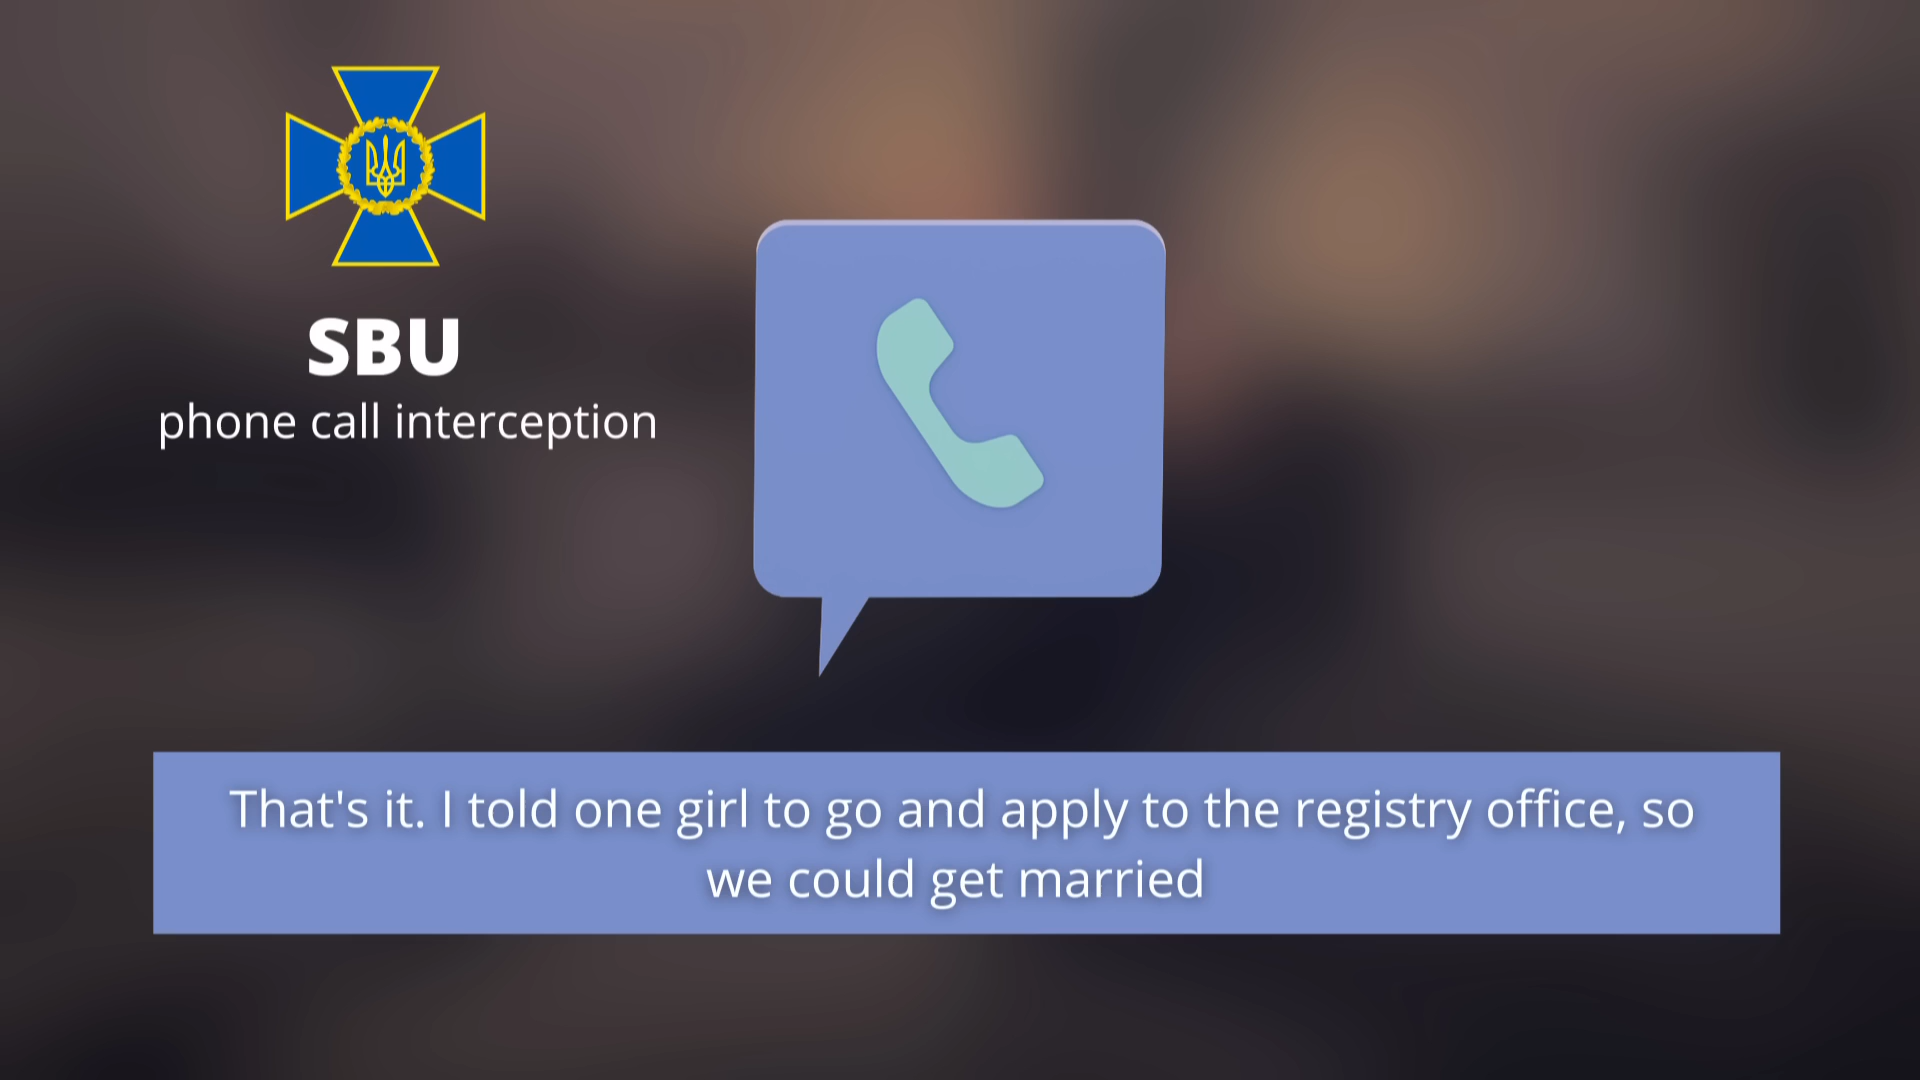 SBU
phone call interception
That's it. I told one girl to go and apply to the registry office, so
we could get married